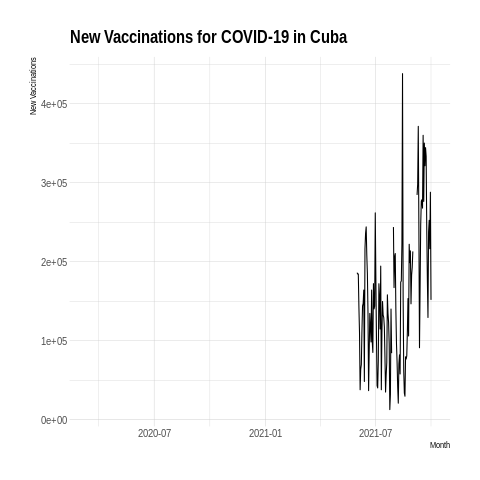 New Vaccinations for COVID-19 in Cuba
New Vaccinations
4e+05
3e+05
2e+05
1e+05
0e+00
2020-07 2021-01 2021-07
Month